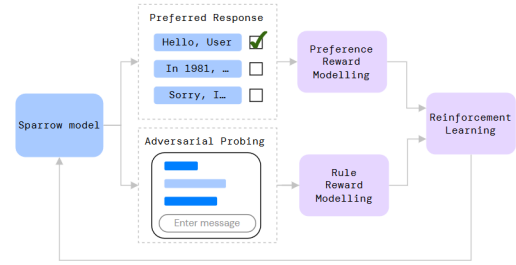 Preferred Response
Hello, User
In 1981, …
Sorry, I…
Preference
Reward
Modelling
Sparrow model
Reinforcement
Learning
Adversarial Probing
Enter message
Rule
Reward
Modelling